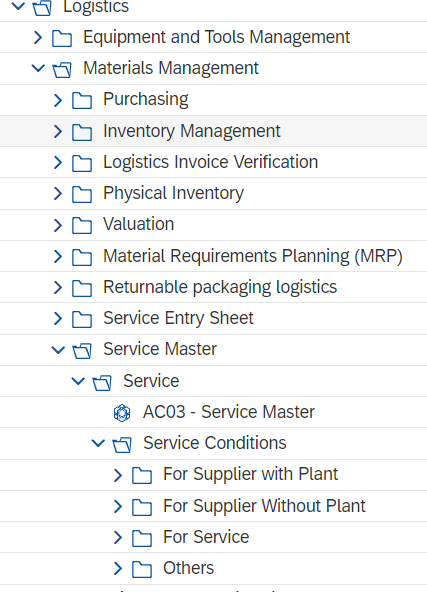 Logistics
Equipment and Tools Management
Materials Management
Purchasing
Inventory Management
Logistics Invoice Verification
Physical Inventory
Valuation
Material Requirements Planning (MRP)
Returnable packaging logistics
Service Entry Sheet
Service Master
Service
AC03 - Service Master
Service Conditions
For Supplier with Plant
For Supplier Without Plant
For Service
Others